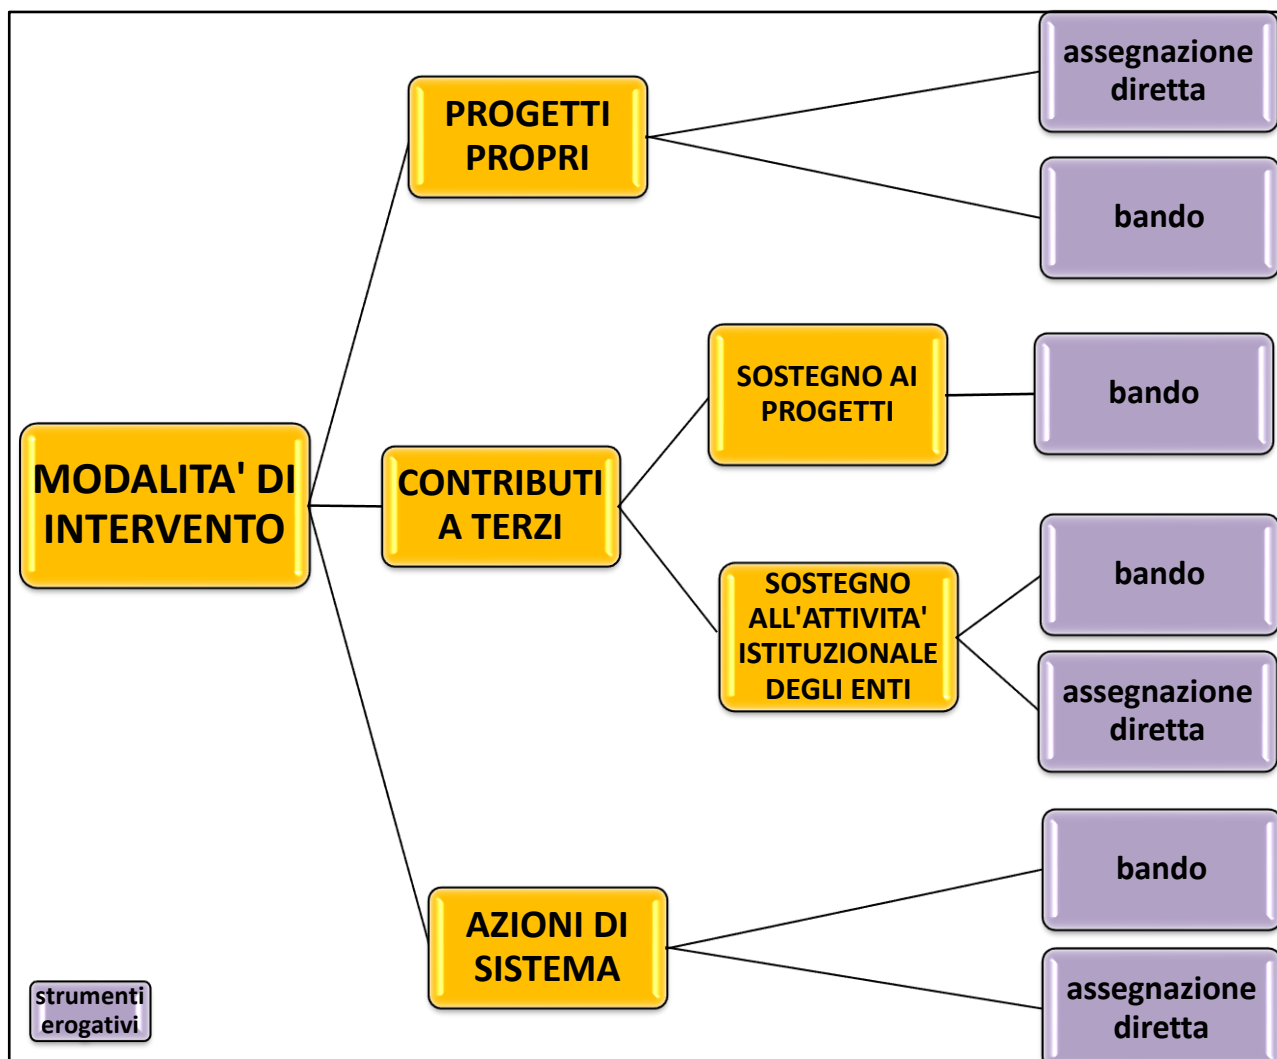 MODALITA' DI
INTERVENTO
PROGETTI
PROPRI
assegnazione
diretta
bando
CONTRIBUTI
A TERZI
SOSTEGNO AI
PROGETTI
bando
SOSTEGNO
ALL'ATTIVITA'
ISTITUZIONALE
DEGLI ENTI
bando
assegnazione
diretta
AZIONI DI
SISTEMA
bando
assegnazione
diretta
strumenti
erogativi